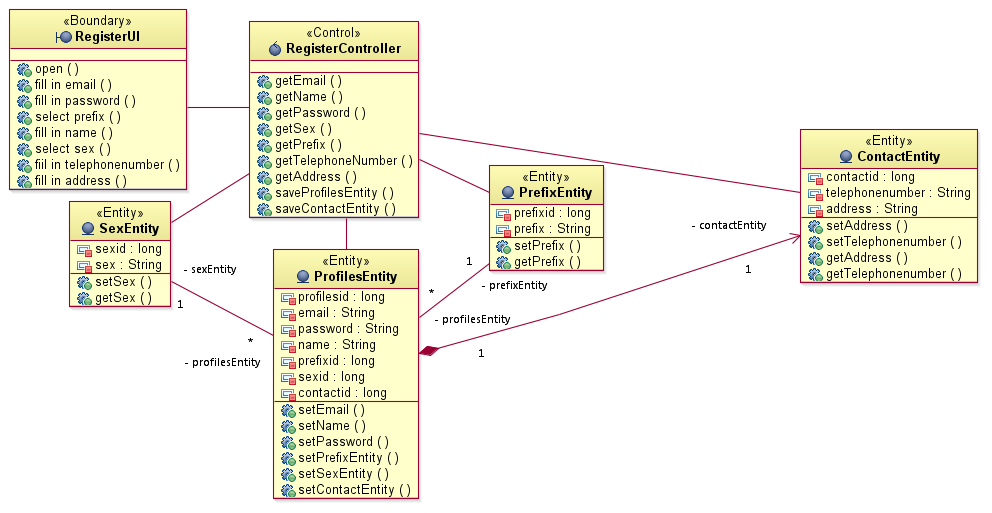 «Boundary»
RegisterUI
open ( )
fill in email ( )
fill in password ( )
select prefix ( )
fill in name ( )
select sex ( )
fiil in telephonenumber ( )
fill in address ( )
«Control»
RegisterController
getEmail ( )
getName ( )
getPassword ( )
getSex ( )
getPrefix ( )
getTelephoneNumber ( )
getAddress ( )
saveProfilesEntity ( )
saveContactEntity ( )
«Entity»
ContactEntity
contactid : long
telephonenumber : String
address : String
setAddress ( )
setTelephonenumber ( )
getAddress ( )
getTelephonenumber ( )
«Entity»
PrefixEntity
prefixid : long
prefix : String
setPrefix ( )
getPrefix ( )
«Entity»
SexEntity
sexid : long
sex : String
setSex ( )
getSex ( )
«Entity»
ProfilesEntity
profilesid : long
email : String
password : String
name : String
prefixid : long
sexid : long
contactid : long
setEmail ( )
setName ( )
setPassword ( )
setPrefixEntity ( )
setSexEntity ( )
setContactEntity ( )
- sexEntity
1
*
- profilesEntity
1
- prefixEntity
*
- profilesEntity
- contactEntity
1
1